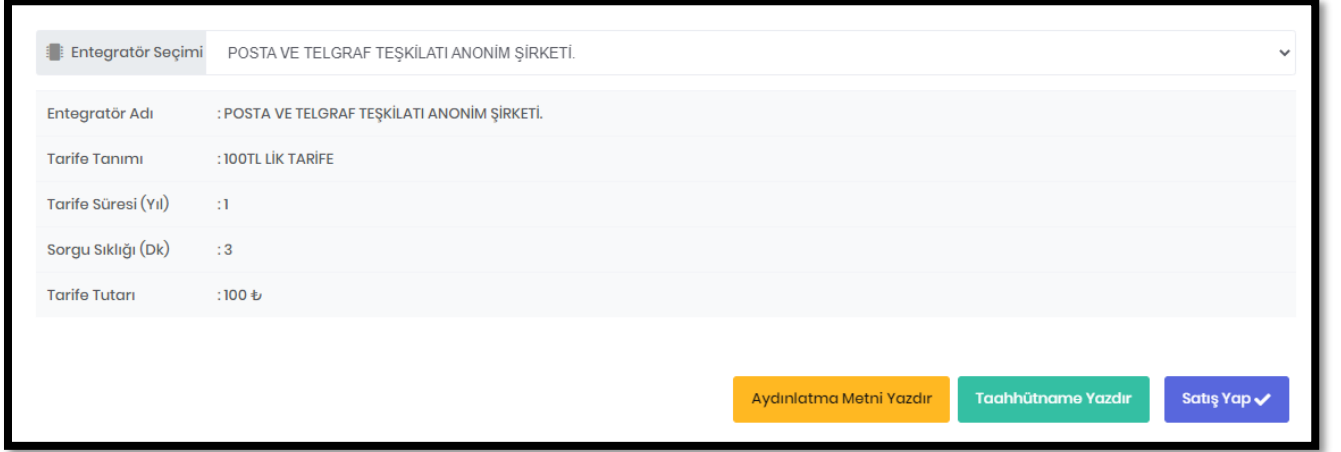 Entegratör Seçimi POSTA VE TELGRAF TEŞKİLATI ANONİM ŞİRKETİ.
Entegratör Adı : POSTA VE TELGRAF TEŞKİLATI ANONİM ŞİRKETİ.
Tarife Tanımı : 100TL LİK TARİFE
Tarife Süresi (Yıl) : 1
Sorgu Sıklığı (Dk) : 3
Tarife Tutarı : 100 ₺
Aydınlatma Metni Yazdır Taahhütname Yazdır Satış Yap